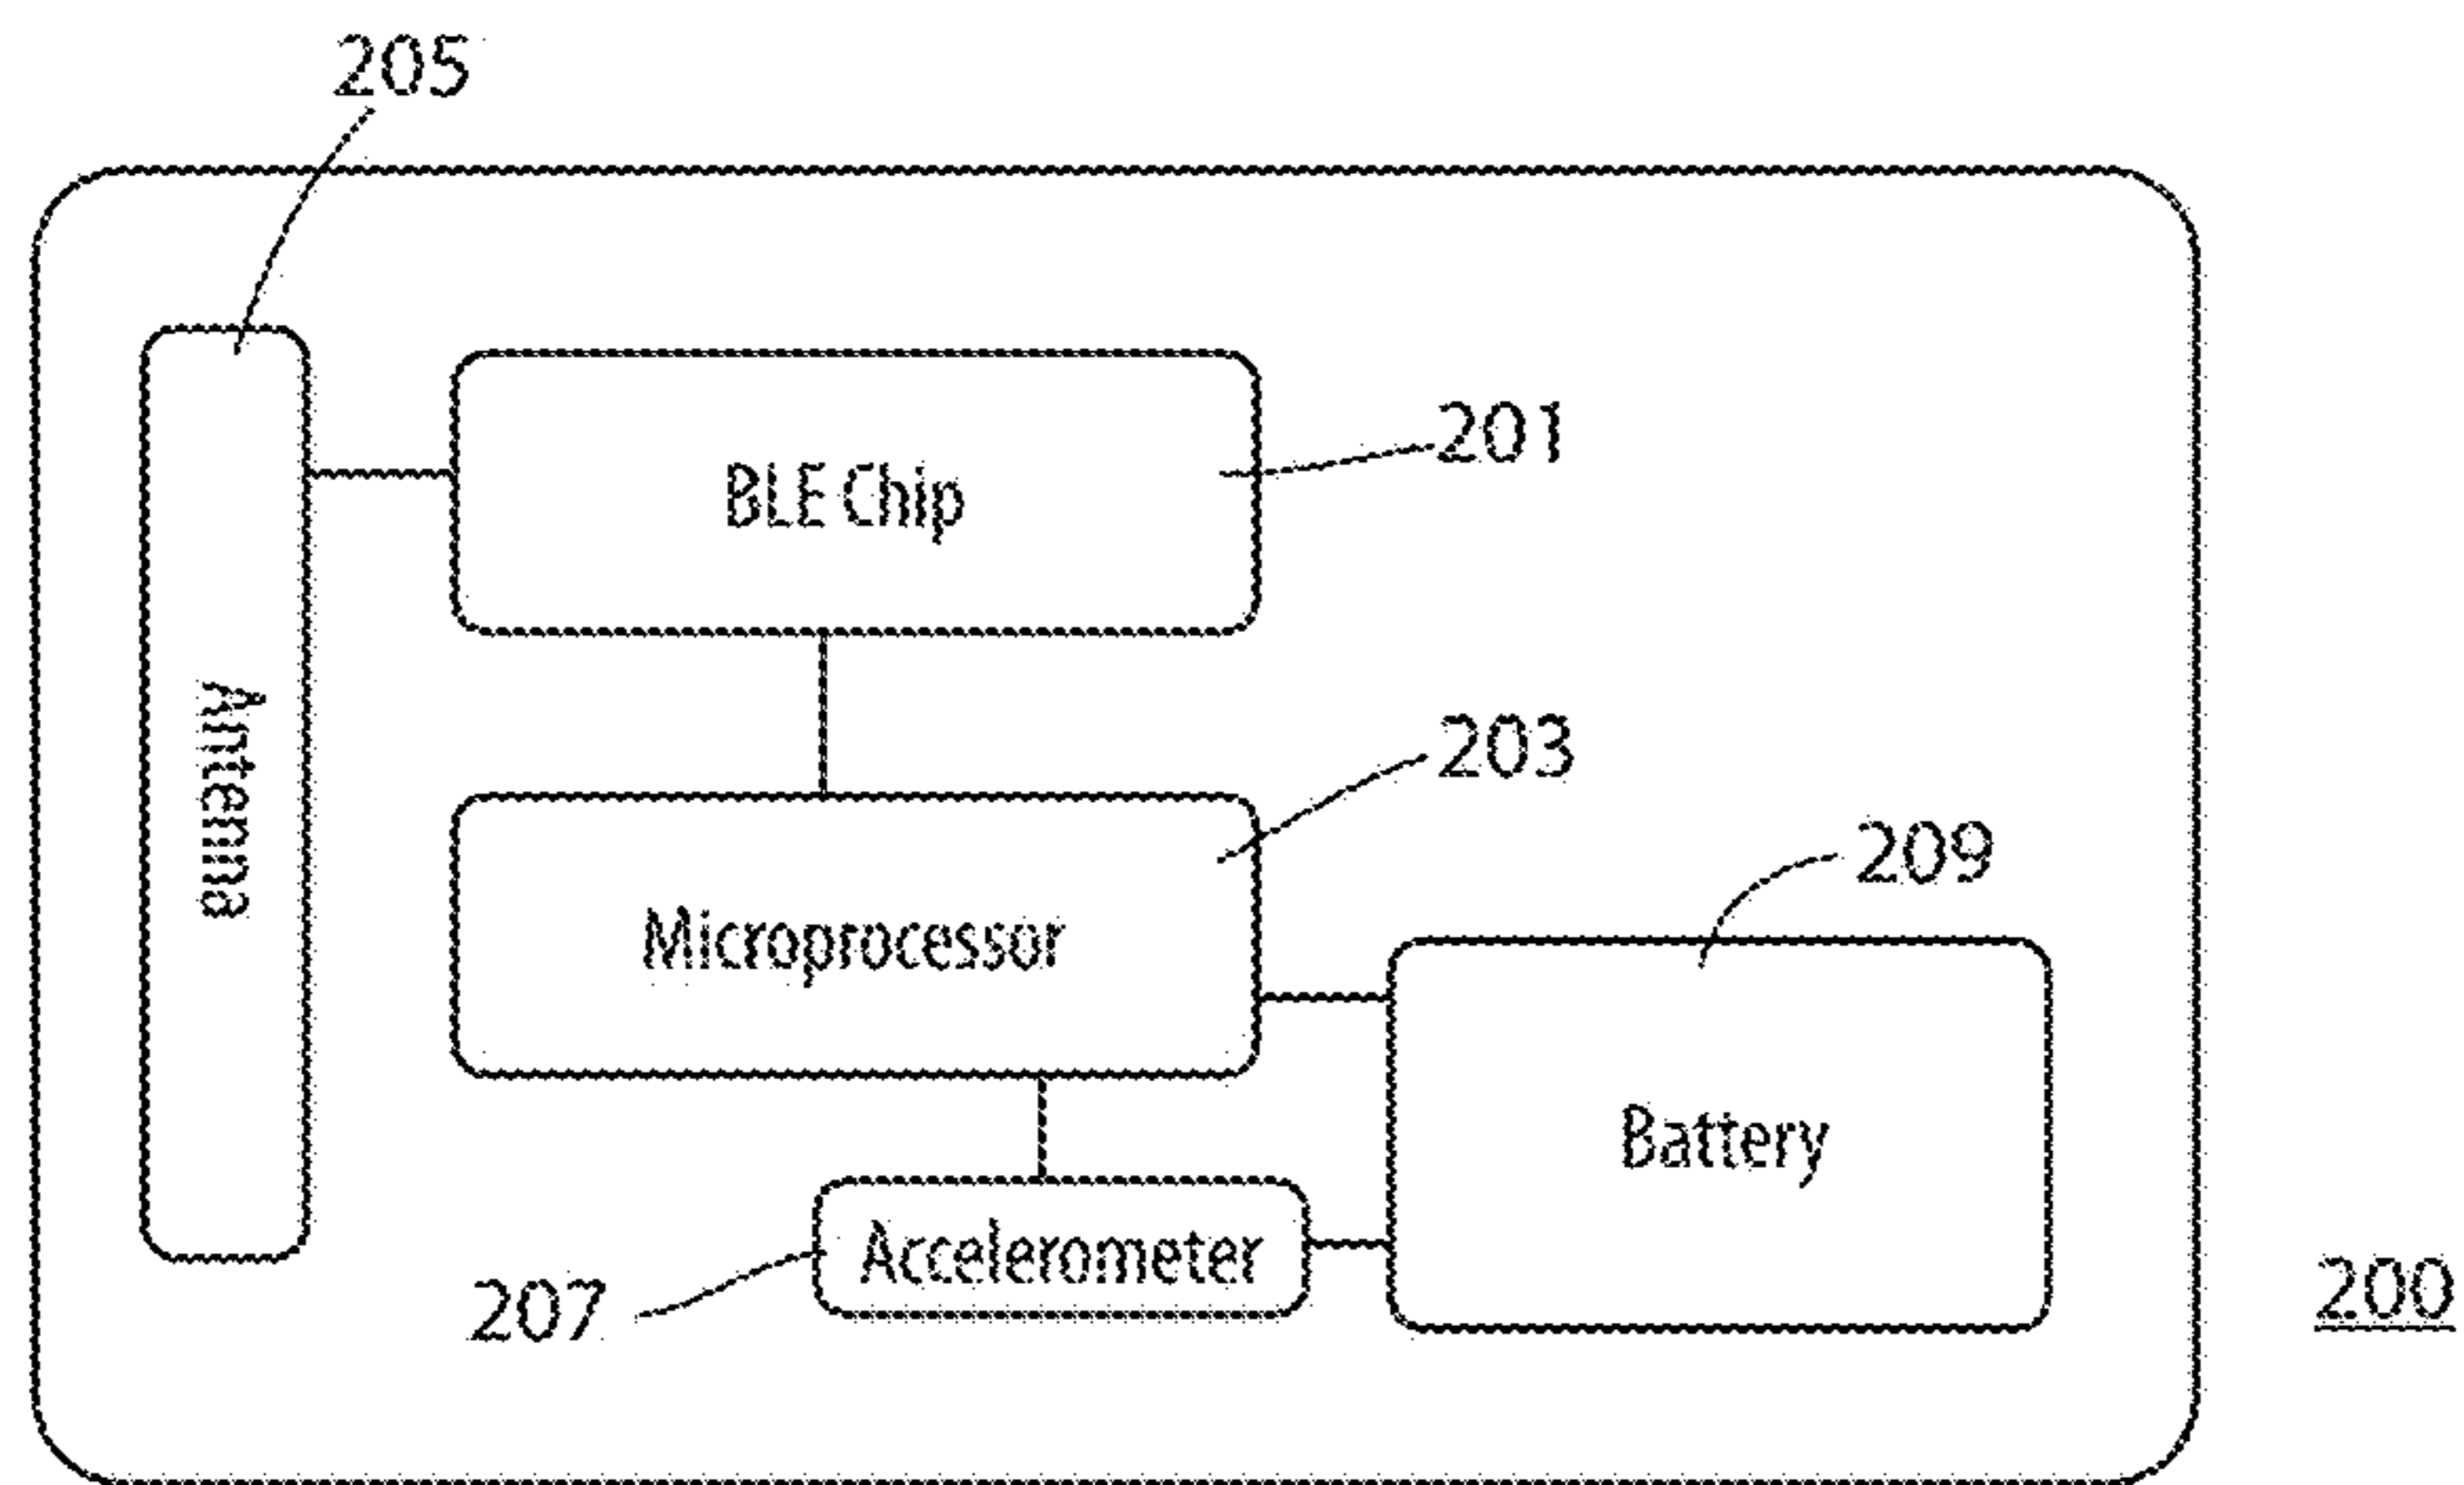 205
BLE Chip
201
Antenna
203
Microprocessor
209
Battery
Accelerometer
207
200